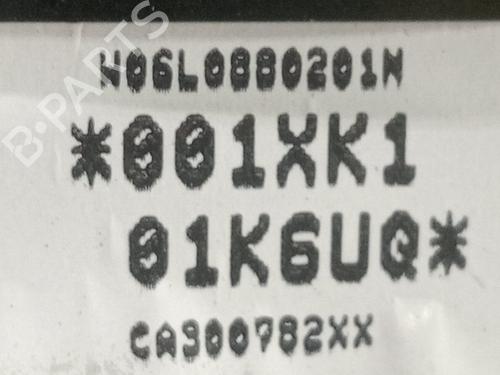 N06L0880201N
*001XK1
01K6UQ*
CA900782XX
B-PARTS